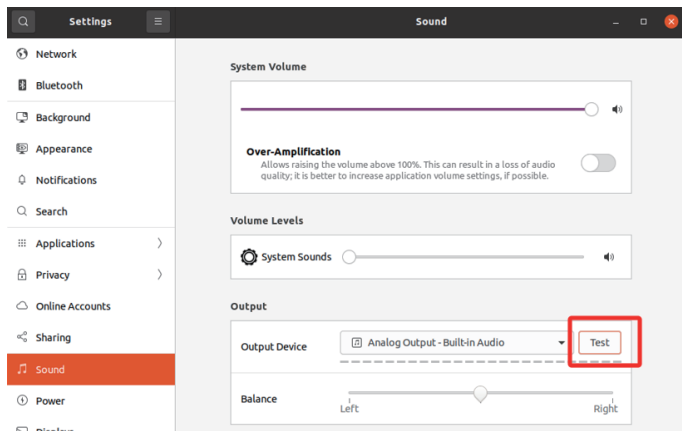 Settings
Sound
Network
Bluetooth
Background
Appearance
Notifications
Search
Applications
Privacy
Online Accounts
Sharing
Sound
Power
Displays
System Volume
Over-Amplification
Allows raising the volume above 100%. This can result in a loss of audio
quality; it is better to increase application volume settings, if possible.
Volume Levels
System Sounds
Output
Output Device
Analog Output - Built-in Audio
Test
Balance
Left
Right